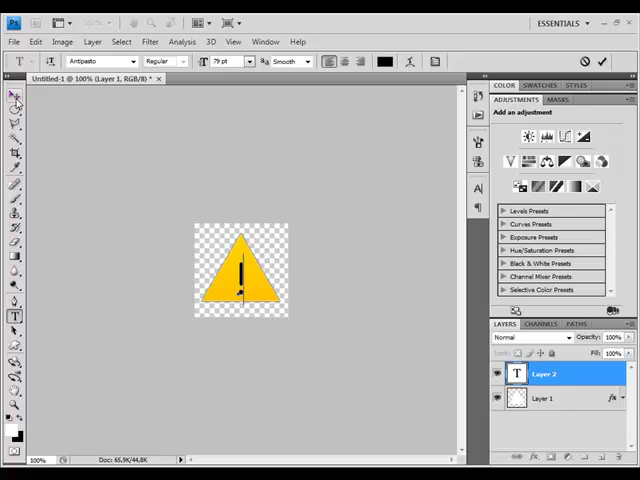 Ps
ESSENTIALS
File Edit Image Layer Select Filter Analysis 3D View Window Help
T Antipasto Regular 79 pt aa Smooth
Untitled-1 @ 100% (Layer 1, RGB/8) * ×
COLOR SWATCHES STYLES
ADJUSTMENTS MASKS
Add an adjustment
Levels Presets
Curves Presets
Exposure Presets
Hue/Saturation Presets
Black & White Presets
Channel Mixer Presets
Selective Color Presets
!
LAYERS CHANNELS PATHS
Normal Opacity: 100%
Lock: Fill: 100%
T Layer 2
Layer 1 fx
100% Doc: 65,9K/44,8K